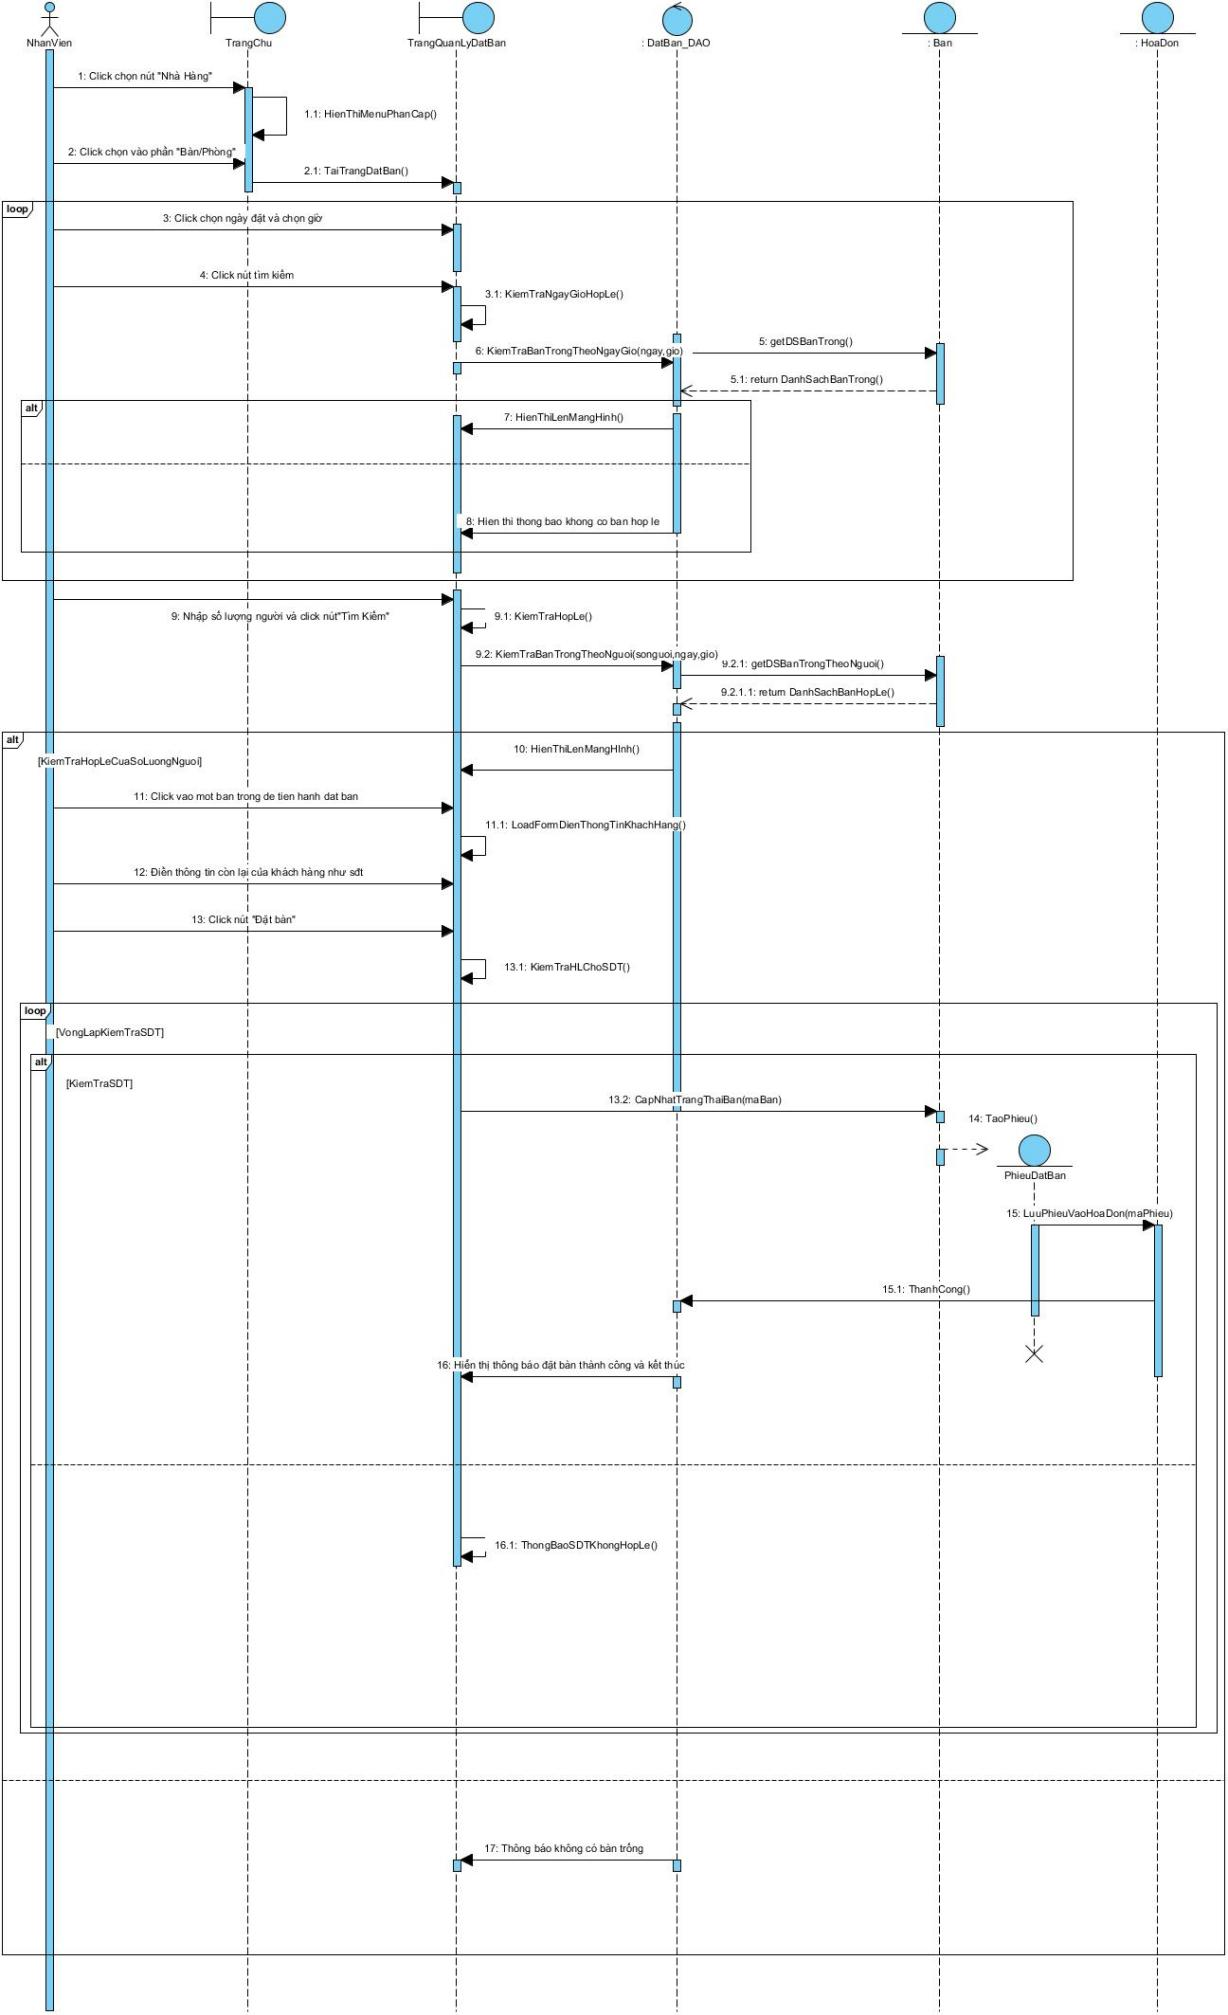 NhanVien
TrangChu
TrangQuanLyDatBan
: DatBan_DAO
: Ban
: HoaDon
1: Click chọn nút "Nhà Hàng"
1.1: HienThiMenuPhanCap()
2: Click chọn vào phần "Bàn/Phòng"
2.1: TaiTrangDatBan()
loop
3: Click chọn ngày đặt và chọn giờ
4: Click nút tìm kiếm
3.1: KiemTraNgayGioHopLe()
5: getDSBanTrong()
6: KiemTraBanTrongTheoNgayGio(ngay,gio)
5.1: return DanhSachBanTrong()
alt
7: HienThiLenMangHinh()
8: Hien thi thong bao khong co ban hop le
9: Nhập số lượng người và click nút"Tìm Kiếm"
9.1: KiemTraHopLe()
9.2: KiemTraBanTrongTheoNguoi(songuoi,ngay,gio)
9.2.1: getDSBanTrongTheoNguoi()
9.2.1.1: return DanhSachBanHopLe()
alt
[KiemTraHopLeCuaSoLuongNguoi]
10: HienThiLenMangHInh()
11: Click vao mot ban trong de tien hanh dat ban
11.1: LoadFormDienThongTinKhachHang()
12: Điền thông tin còn lại của khách hàng như sđt
13: Click nút "Đặt bàn"
13.1: KiemTraHLChoSDT()
loop
[VongLapKiemTraSDT]
alt
[KiemTraSDT]
13.2: CapNhatTrangThaiBan(maBan)
14: TaoPhieu()
PhieuDatBan
15: LuuPhieuVaoHoaDon(maPhieu)
15.1: ThanhCong()
16: Hiển thị thông báo đặt bàn thành công và kết thúc
16.1: ThongBaoSDTKhongHopLe()
17: Thông báo không có bàn trống